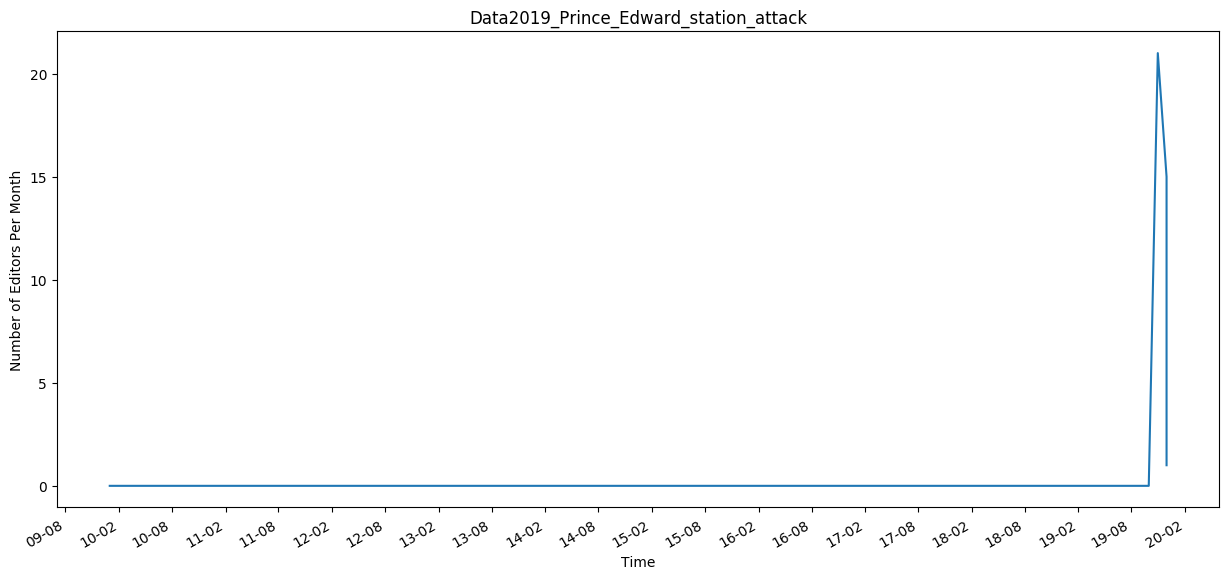 Data2019_Prince_Edward_station_attack
Number of Editors Per Month
20
15
10
5
0
09-08 10-02 10-08 11-02 11-08 12-02 12-08 13-02 13-08 14-02 14-08 15-02 15-08 16-02 16-08 17-02 17-08 18-02 18-08 19-02 19-08 20-02
Time